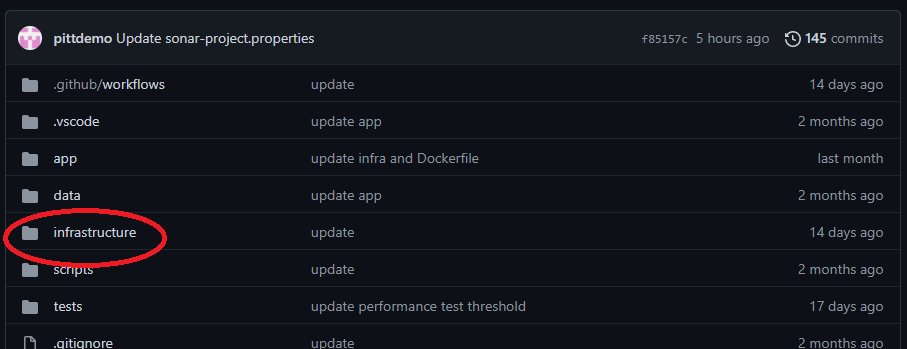 pittdemo Update sonar-project.properties f85157c 5 hours ago 145 commits
.github/workflows update 14 days ago
.vscode update app 2 months ago
app update infra and Dockerfile last month
data update app 2 months ago
infrastructure update 14 days ago
scripts update 2 months ago
tests update performance test threshold 17 days ago
.gitignore update 2 months ago